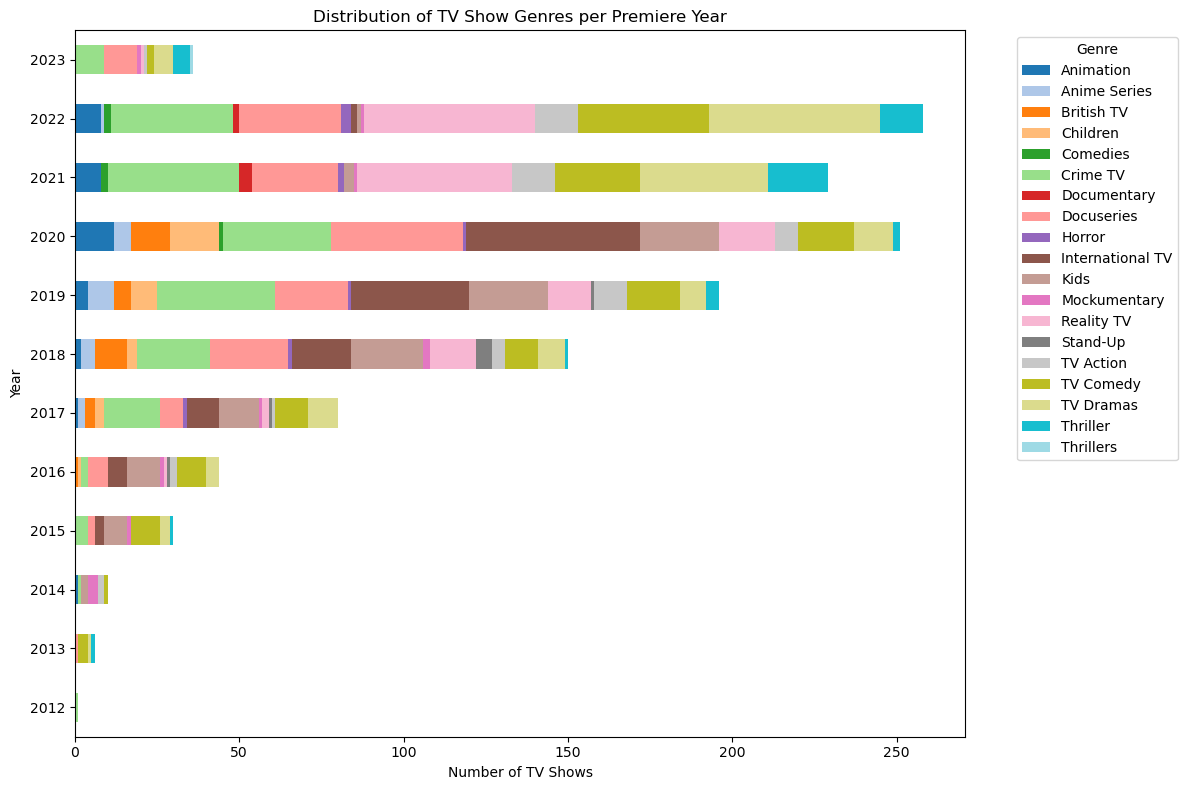 Distribution of TV Show Genres per Premiere Year
2023
2022
2021
2020
2019
2018
2017
2016
2015
2014
2013
2012
Year
0 50 100 150 200 250
Number of TV Shows
Genre
Animation
Anime Series
British TV
Children
Comedies
Crime TV
Documentary
Docuseries
Horror
International TV
Kids
Mockumentary
Reality TV
Stand-Up
TV Action
TV Comedy
TV Dramas
Thriller
Thrillers